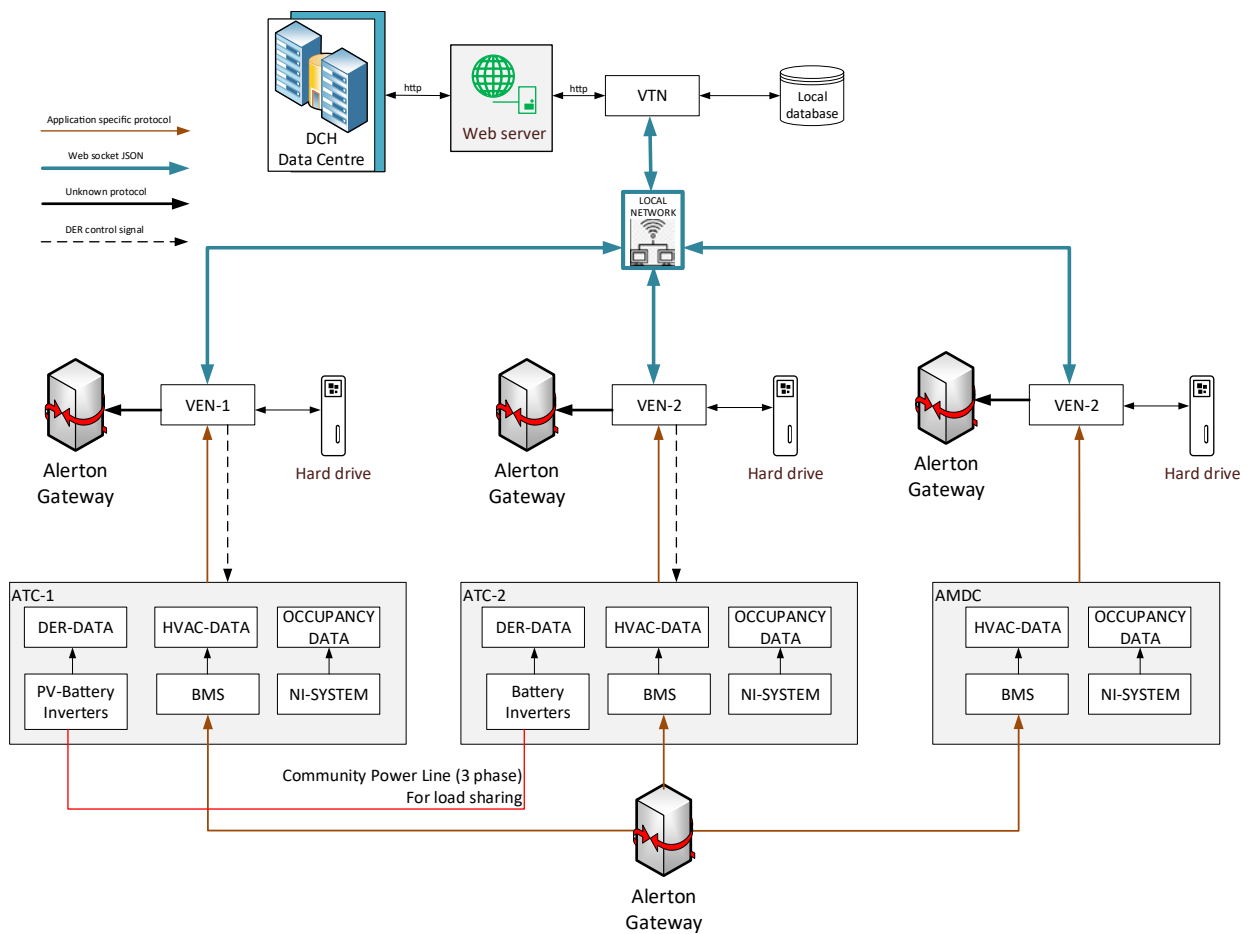 http
http
VTN
Local
database
Web server
DCH
Data Centre
Application specific protocol
Web socket JSON
Unknown protocol
DER control signal
LOCAL
NETWORK
VEN-1
Alerton
Gateway
Hard drive
VEN-2
Alerton
Gateway
Hard drive
VEN-2
Alerton
Gateway
Hard drive
ATC-1
DER-DATA
HVAC-DATA
OCCUPANCY
DATA
PV-Battery
Inverters
BMS
NI-SYSTEM
ATC-2
DER-DATA
HVAC-DATA
OCCUPANCY
DATA
Battery
Inverters
BMS
NI-SYSTEM
AMDC
HVAC-DATA
OCCUPANCY
DATA
BMS
NI-SYSTEM
Community Power Line (3 phase)
For load sharing
Alerton
Gateway